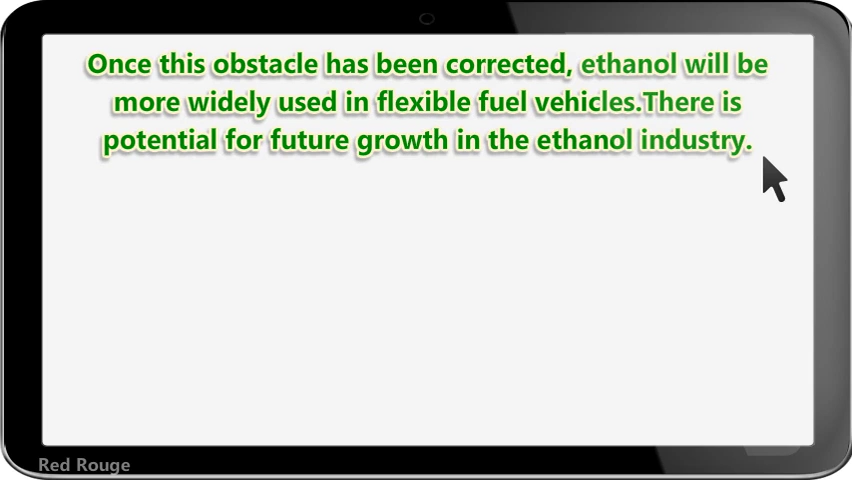 Once this obstacle has been corrected, ethanol will be
more widely used in flexible fuel vehicles.There is
potential for future growth in the ethanol industry.
Red Rouge